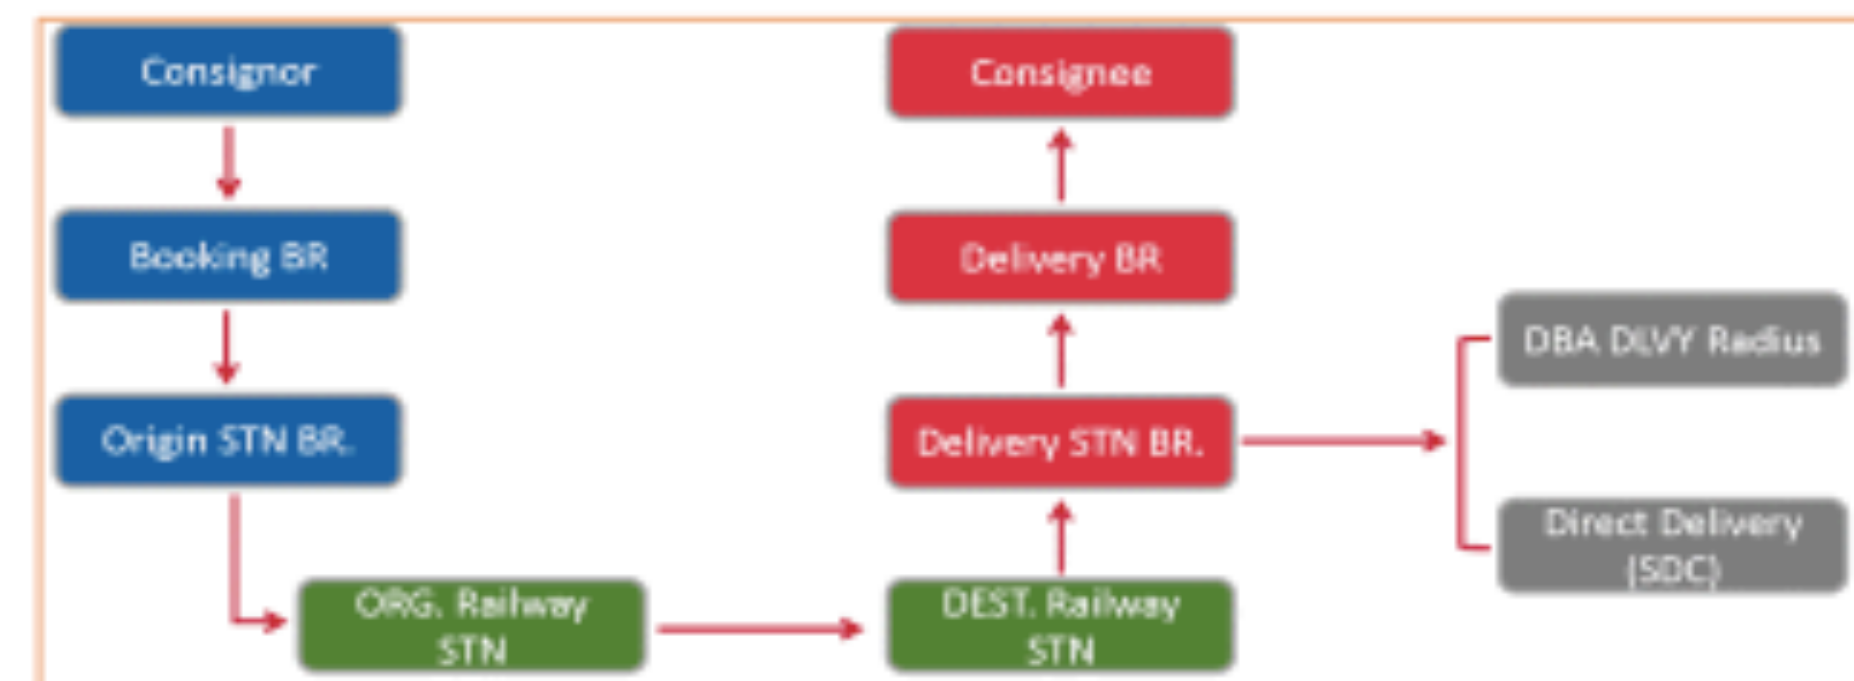 Consignor
Booking BR
Origin STN BR.
ORG. Railway
STN
DEST. Railway
STN
Delivery STN BR.
Delivery BR
Consignee
DBA DLVY Radius
Direct Delivery
(SDC)